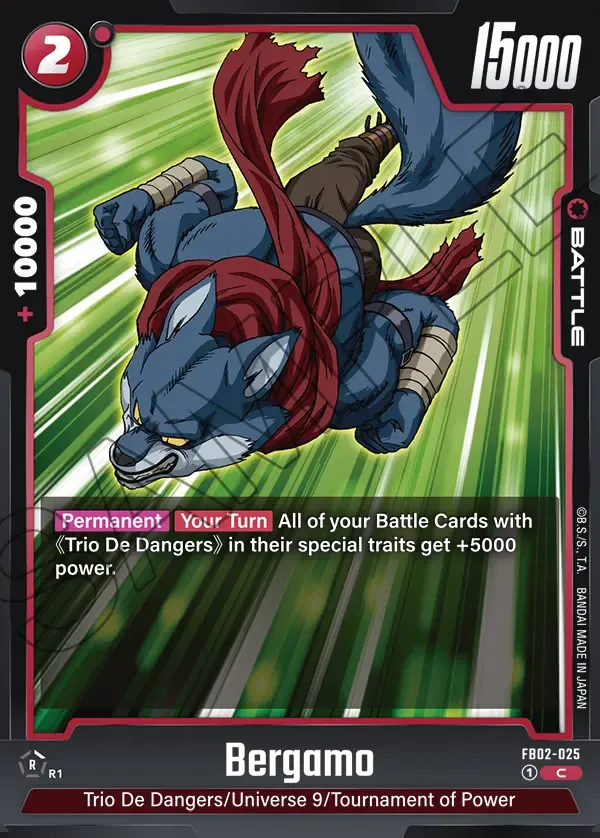 2
15000
+ 10000
BATTLE
SAMPLE
Permanent Your Turn All of your Battle Cards with
《Trio De Dangers》 in their special traits get +5000
power.
©B.S./S., T.A. BANDAI MADE IN JAPAN
R R1
Bergamo
FB02-025
1 C
Trio De Dangers/Universe 9/Tournament of Power